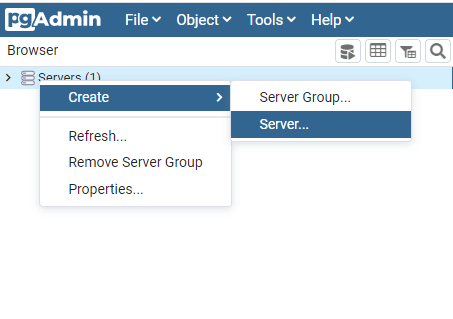 pgAdmin File Object Tools Help
Browser
Servers (1)
Create Server Group...
Server...
Refresh...
Remove Server Group
Properties...